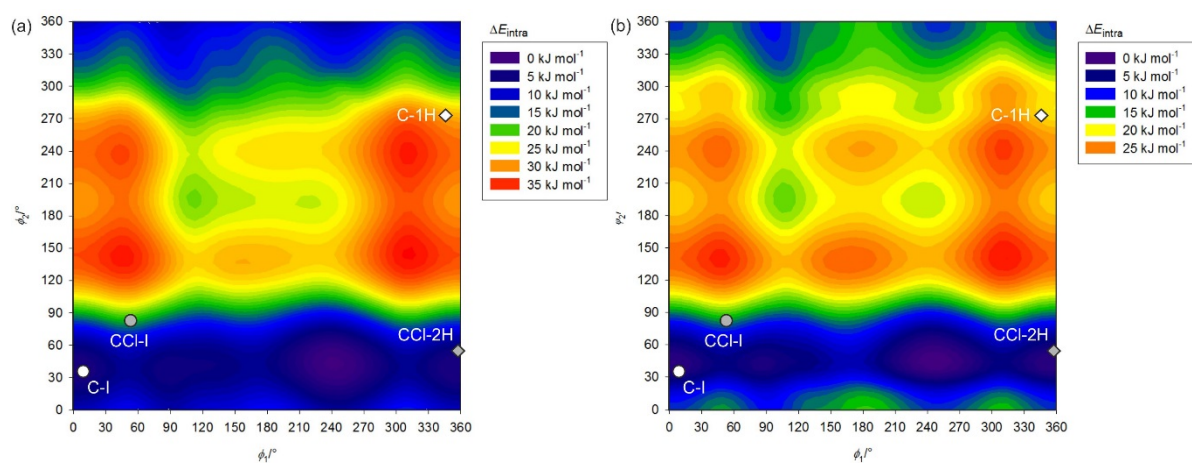 (a)
360
330
300
270
240
210
180
150
120
90
60
30
0
ϕ₂/°
C-1H
CCl-I
CCl-2H
C-I
0 30 60 90 120 150 180 210 240 270 300 330 360
ϕ₁/°
ΔE_intra
0 kJ mol⁻¹
5 kJ mol⁻¹
10 kJ mol⁻¹
15 kJ mol⁻¹
20 kJ mol⁻¹
25 kJ mol⁻¹
30 kJ mol⁻¹
35 kJ mol⁻¹
(b)
360
330
300
270
240
210
180
150
120
90
60
30
0
C-1H
CCl-I
CCl-2H
C-I
0 30 60 90 120 150 180 210 240 270 300 330 360
ϕ₁/°
ΔE_intra
0 kJ mol⁻¹
5 kJ mol⁻¹
10 kJ mol⁻¹
15 kJ mol⁻¹
20 kJ mol⁻¹
25 kJ mol⁻¹